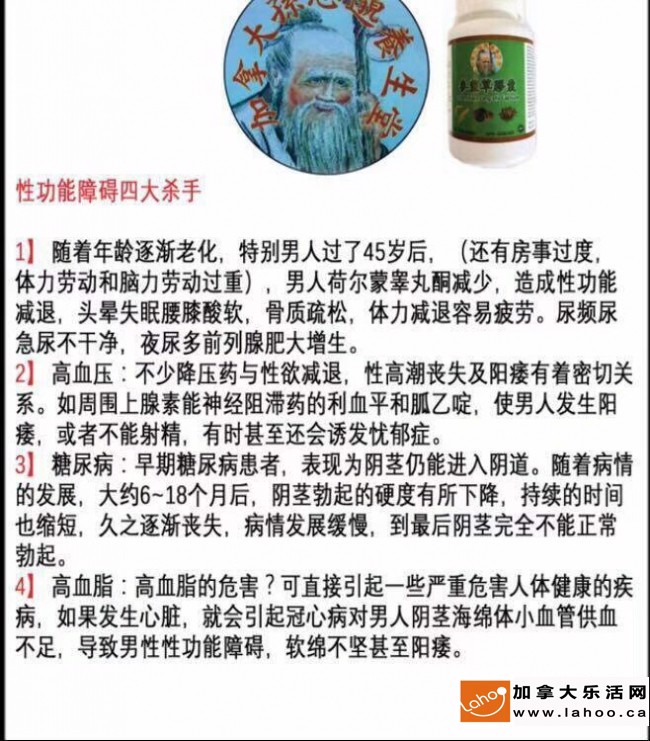 加拿大孫思邈養生堂
性功能障碍四大杀手
1】 随着年龄逐渐老化，特别男人过了45岁后，（还有房事过度，
体力劳动和脑力劳动过重），男人荷尔蒙睾丸酮减少，造成性功能
减退，头晕失眠腰膝酸软，骨质疏松，体力减退容易疲劳。尿频尿
急尿不干净，夜尿多前列腺肥大增生。
2】 高血压：不少降压药与性欲减退，性高潮丧失及阳痿有着密切关
系。如周围上腺素能神经阻滞药的利血平和胍乙啶，使男人发生阳
痿，或者不能射精，有时甚至还会诱发忧郁症。
3】 糖尿病：早期糖尿病患者，表现为阴茎仍能进入阴道。随着病情
的发展，大约6~18个月后，阴茎勃起的硬度有所下降，持续的时间
也缩短，久之逐渐丧失，病情发展缓慢，到最后阴茎完全不能正常
勃起。
4】 高血脂：高血脂的危害？可直接引起一些严重危害人体健康的疾
病，如果发生心脏，就会引起冠心病对男人阴茎海绵体小血管供血
不足，导致男性性功能障碍，软绵不坚甚至阳痿。
Lahoo
加拿大乐活网
www.lahoo.ca